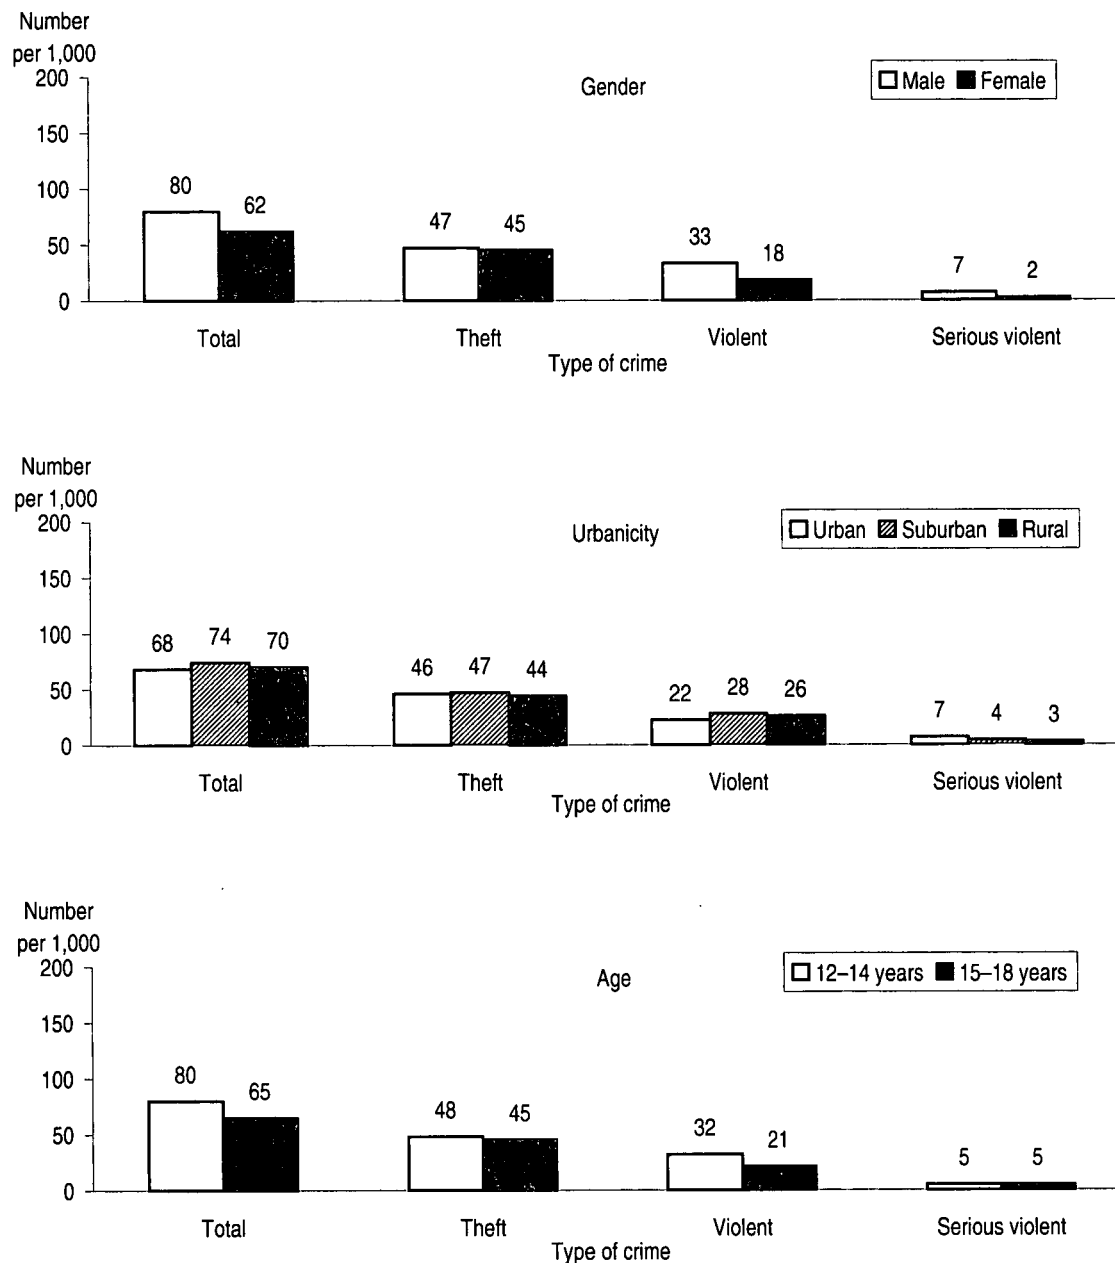 Number
per 1,000
Gender
Male Female
200
150
100
50
0
80 62 47 45 33 18 7 2
Total Theft Violent Serious violent
Type of crime
Number
per 1,000
Urbanicity
Urban Suburban Rural
200
150
100
50
0
68 74 70 46 47 44 22 28 26 7 4 3
Total Theft Violent Serious violent
Type of crime
Number
per 1,000
Age
12–14 years 15–18 years
200
150
100
50
0
80 65 48 45 32 21 5 5
Total Theft Violent Serious violent
Type of crime